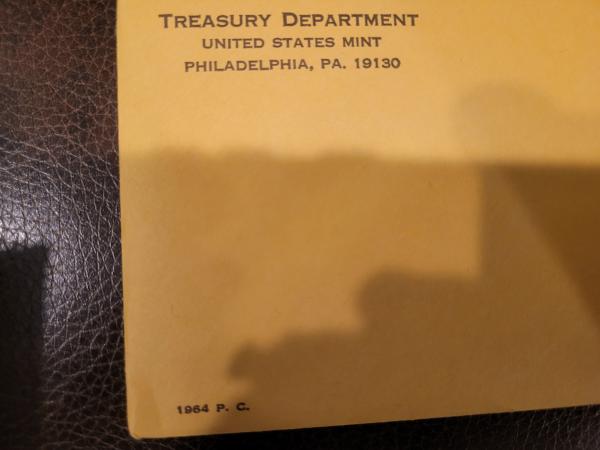 TREASURY DEPARTMENT
UNITED STATES MINT
PHILADELPHIA, PA. 19130
1964 P. C.